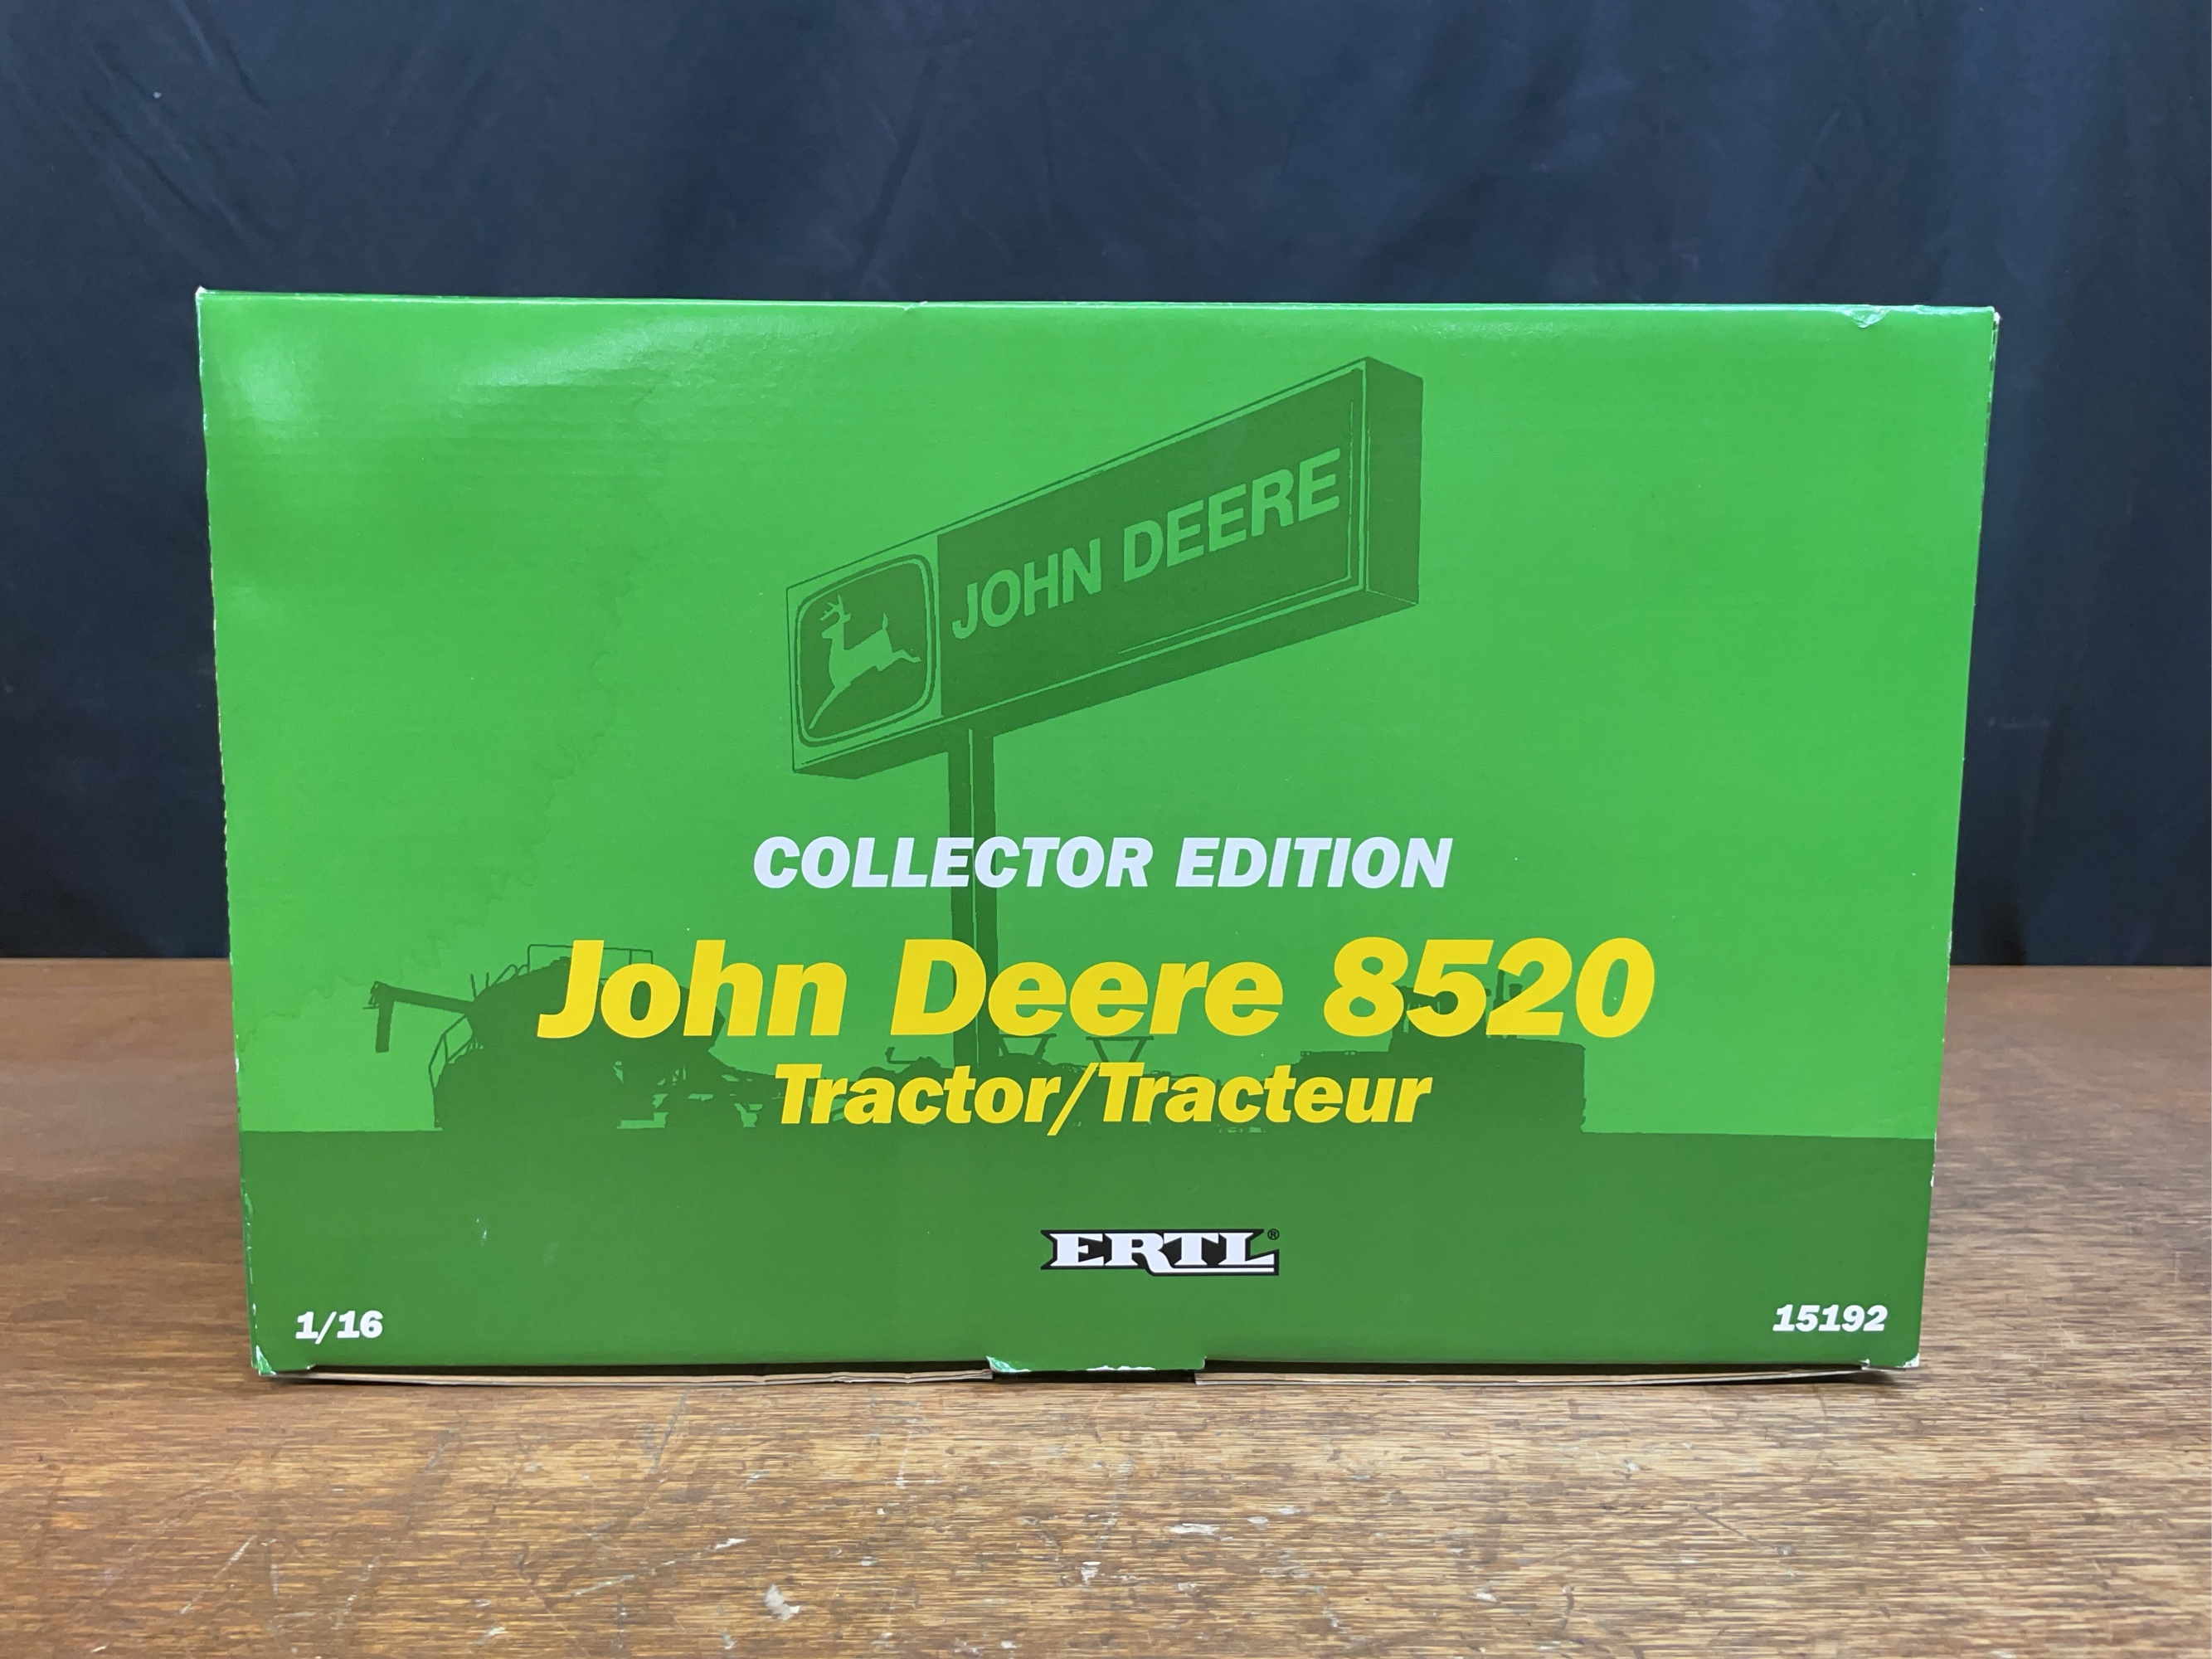 JOHN DEERE
COLLECTOR EDITION
John Deere 8520
Tractor/Tracteur
ERTL®
1/16
15192